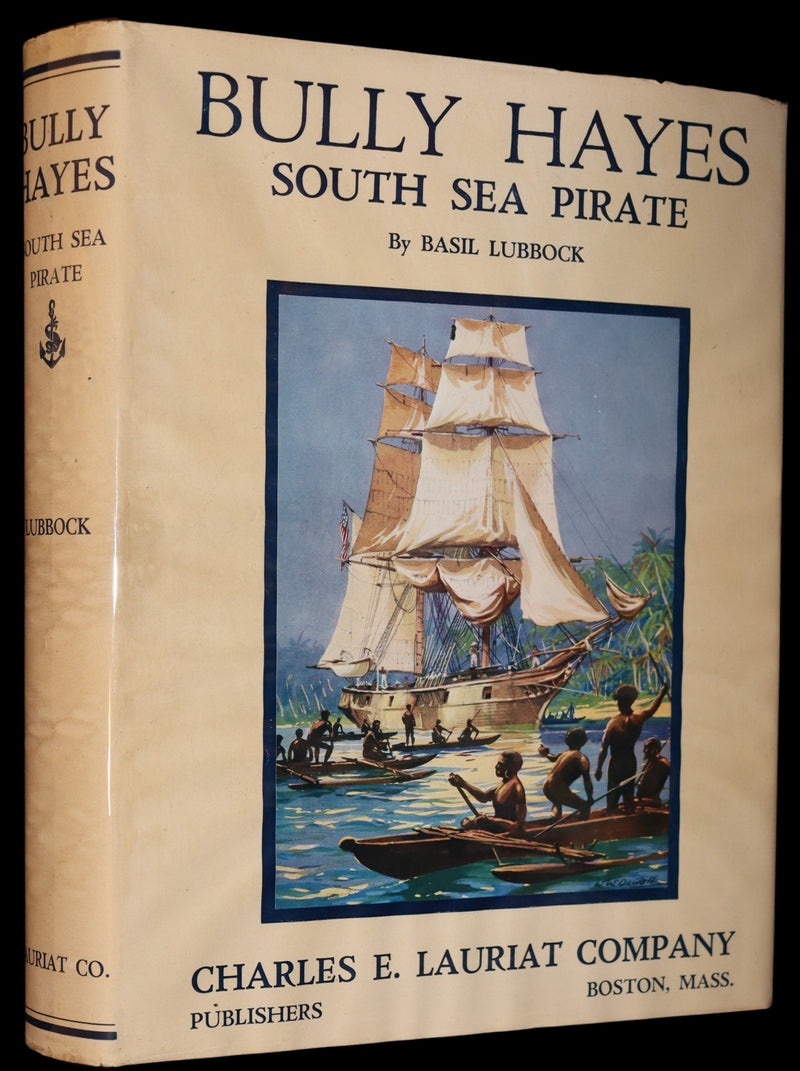 BULLY HAYES
SOUTH SEA PIRATE
By BASIL LUBBOCK
CHARLES E. LAURIAT COMPANY
PUBLISHERS
BOSTON, MASS.
BULLY
HAYES
SOUTH SEA
PIRATE
LUBBOCK
LAURIAT CO.